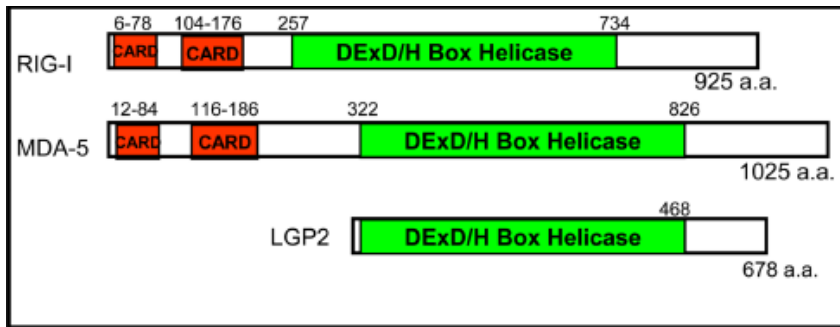 6-78 104-176 257 734
RIG-I CARD CARD DExD/H Box Helicase
925 a.a.
12-84 116-186 322 826
MDA-5 CARD CARD DExD/H Box Helicase
1025 a.a.
468
LGP2 DExD/H Box Helicase
678 a.a.